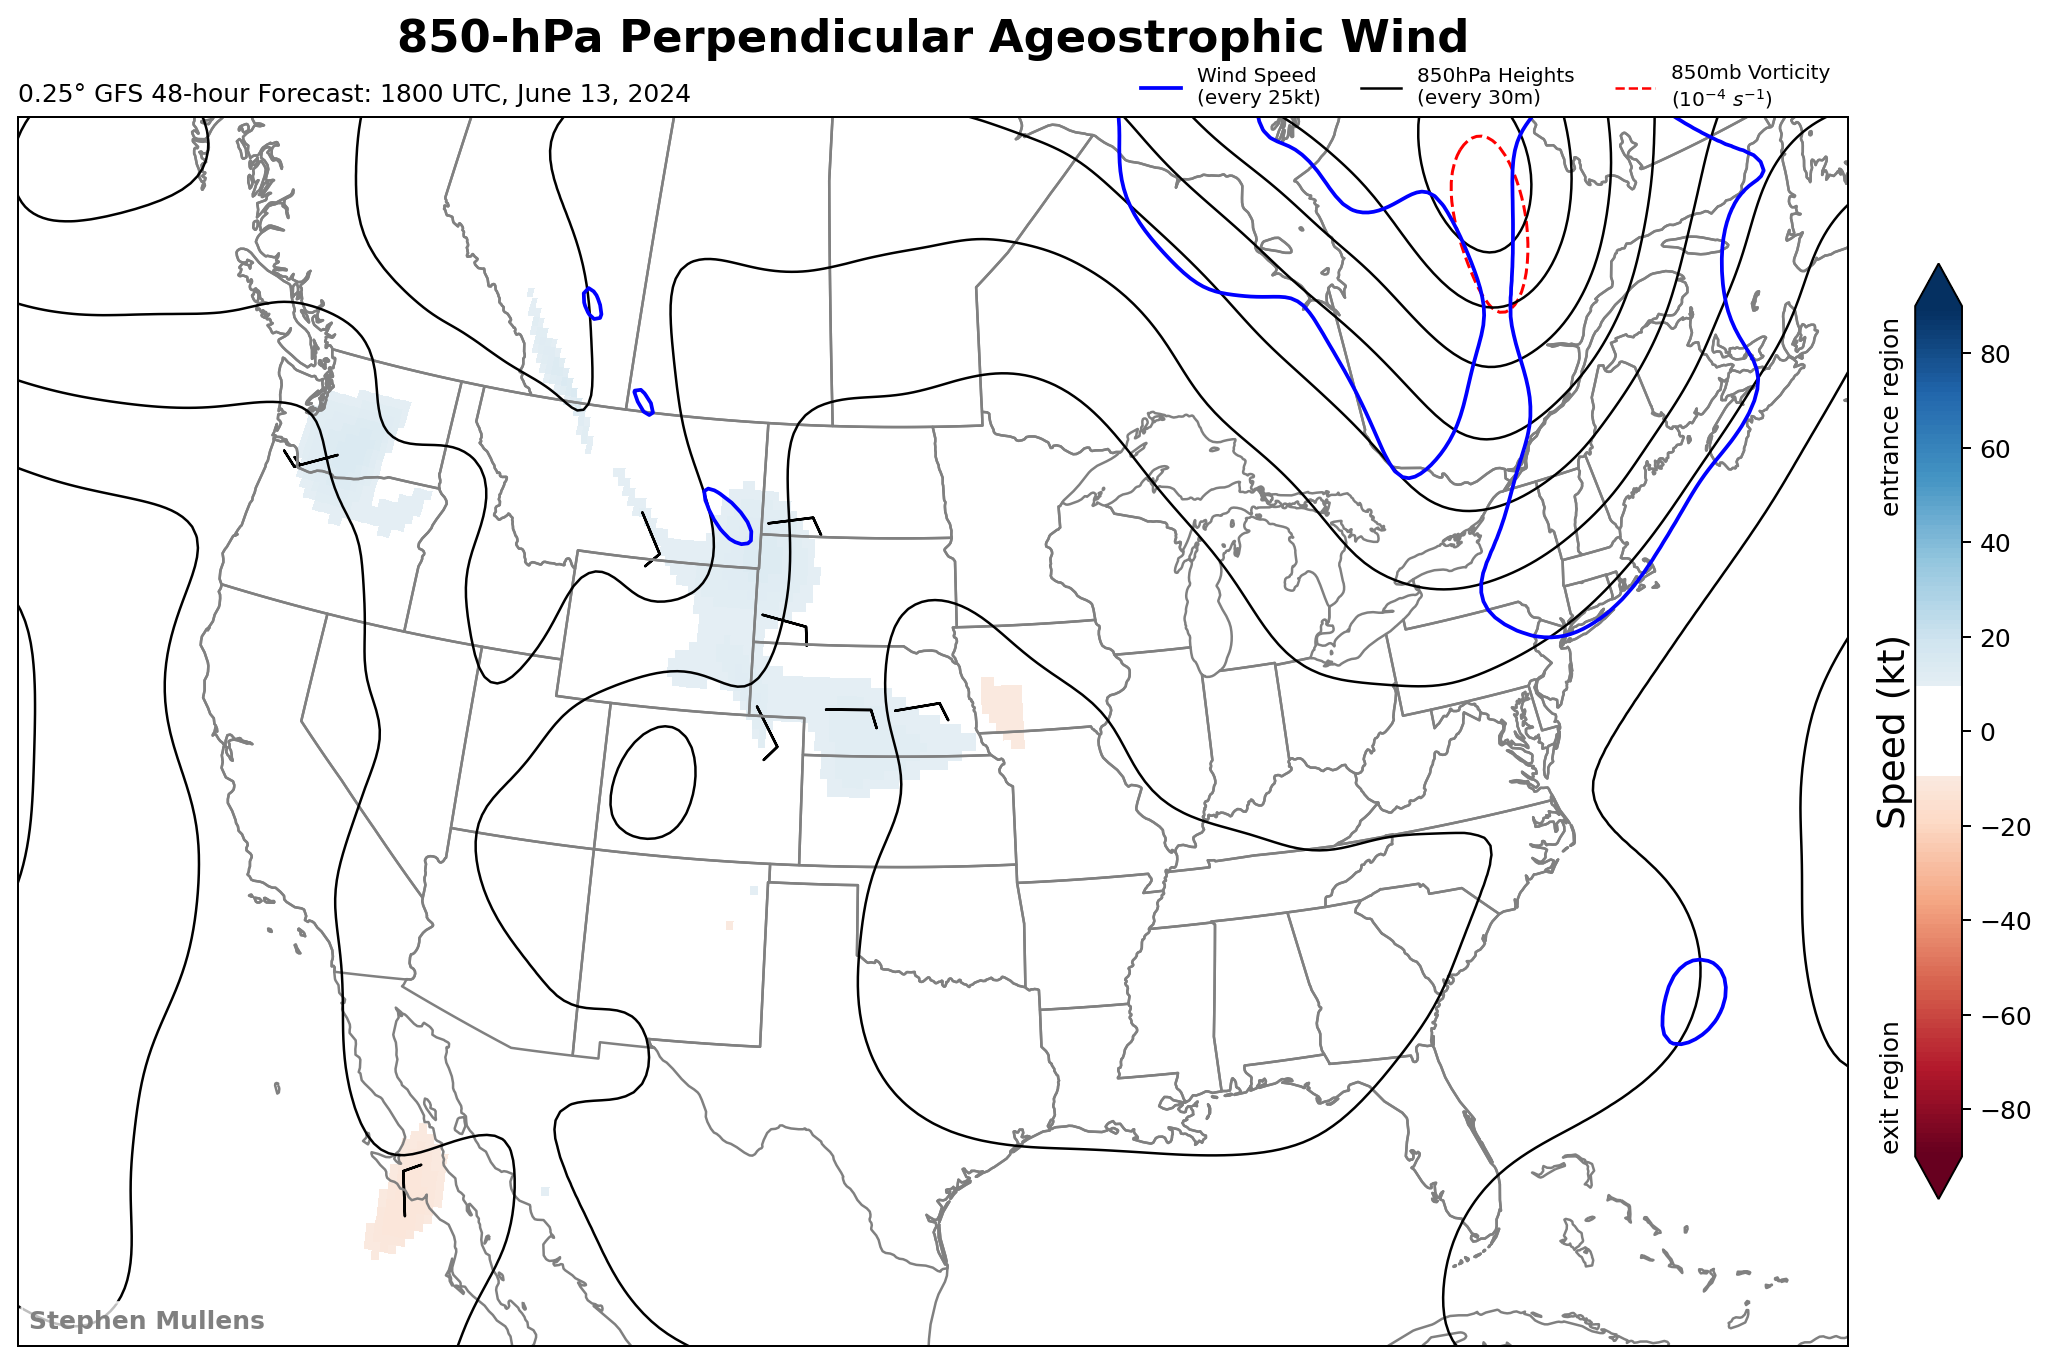 850-hPa Perpendicular Ageostrophic Wind
0.25° GFS 48-hour Forecast: 1800 UTC, June 13, 2024
Wind Speed
(every 25kt)
850hPa Heights
(every 30m)
850mb Vorticity
(10⁻⁴ s⁻¹)
entrance region
Speed (kt)
exit region
80
60
40
20
0
−20
−40
−60
−80
Stephen Mullens